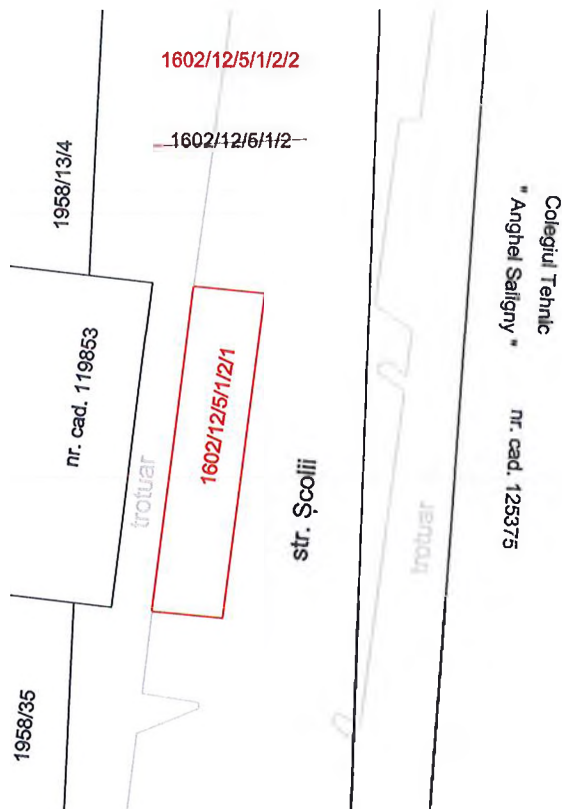 1602/12/5/1/2/2
1602/12/6/1/2
1958/13/4
Colegiul Tehnic
" Anghel Saligny " nr. cad. 125375
nr. cad. 119853
1602/12/5/1/2/1
trotuar
str. Școlii
trotuar
1958/35